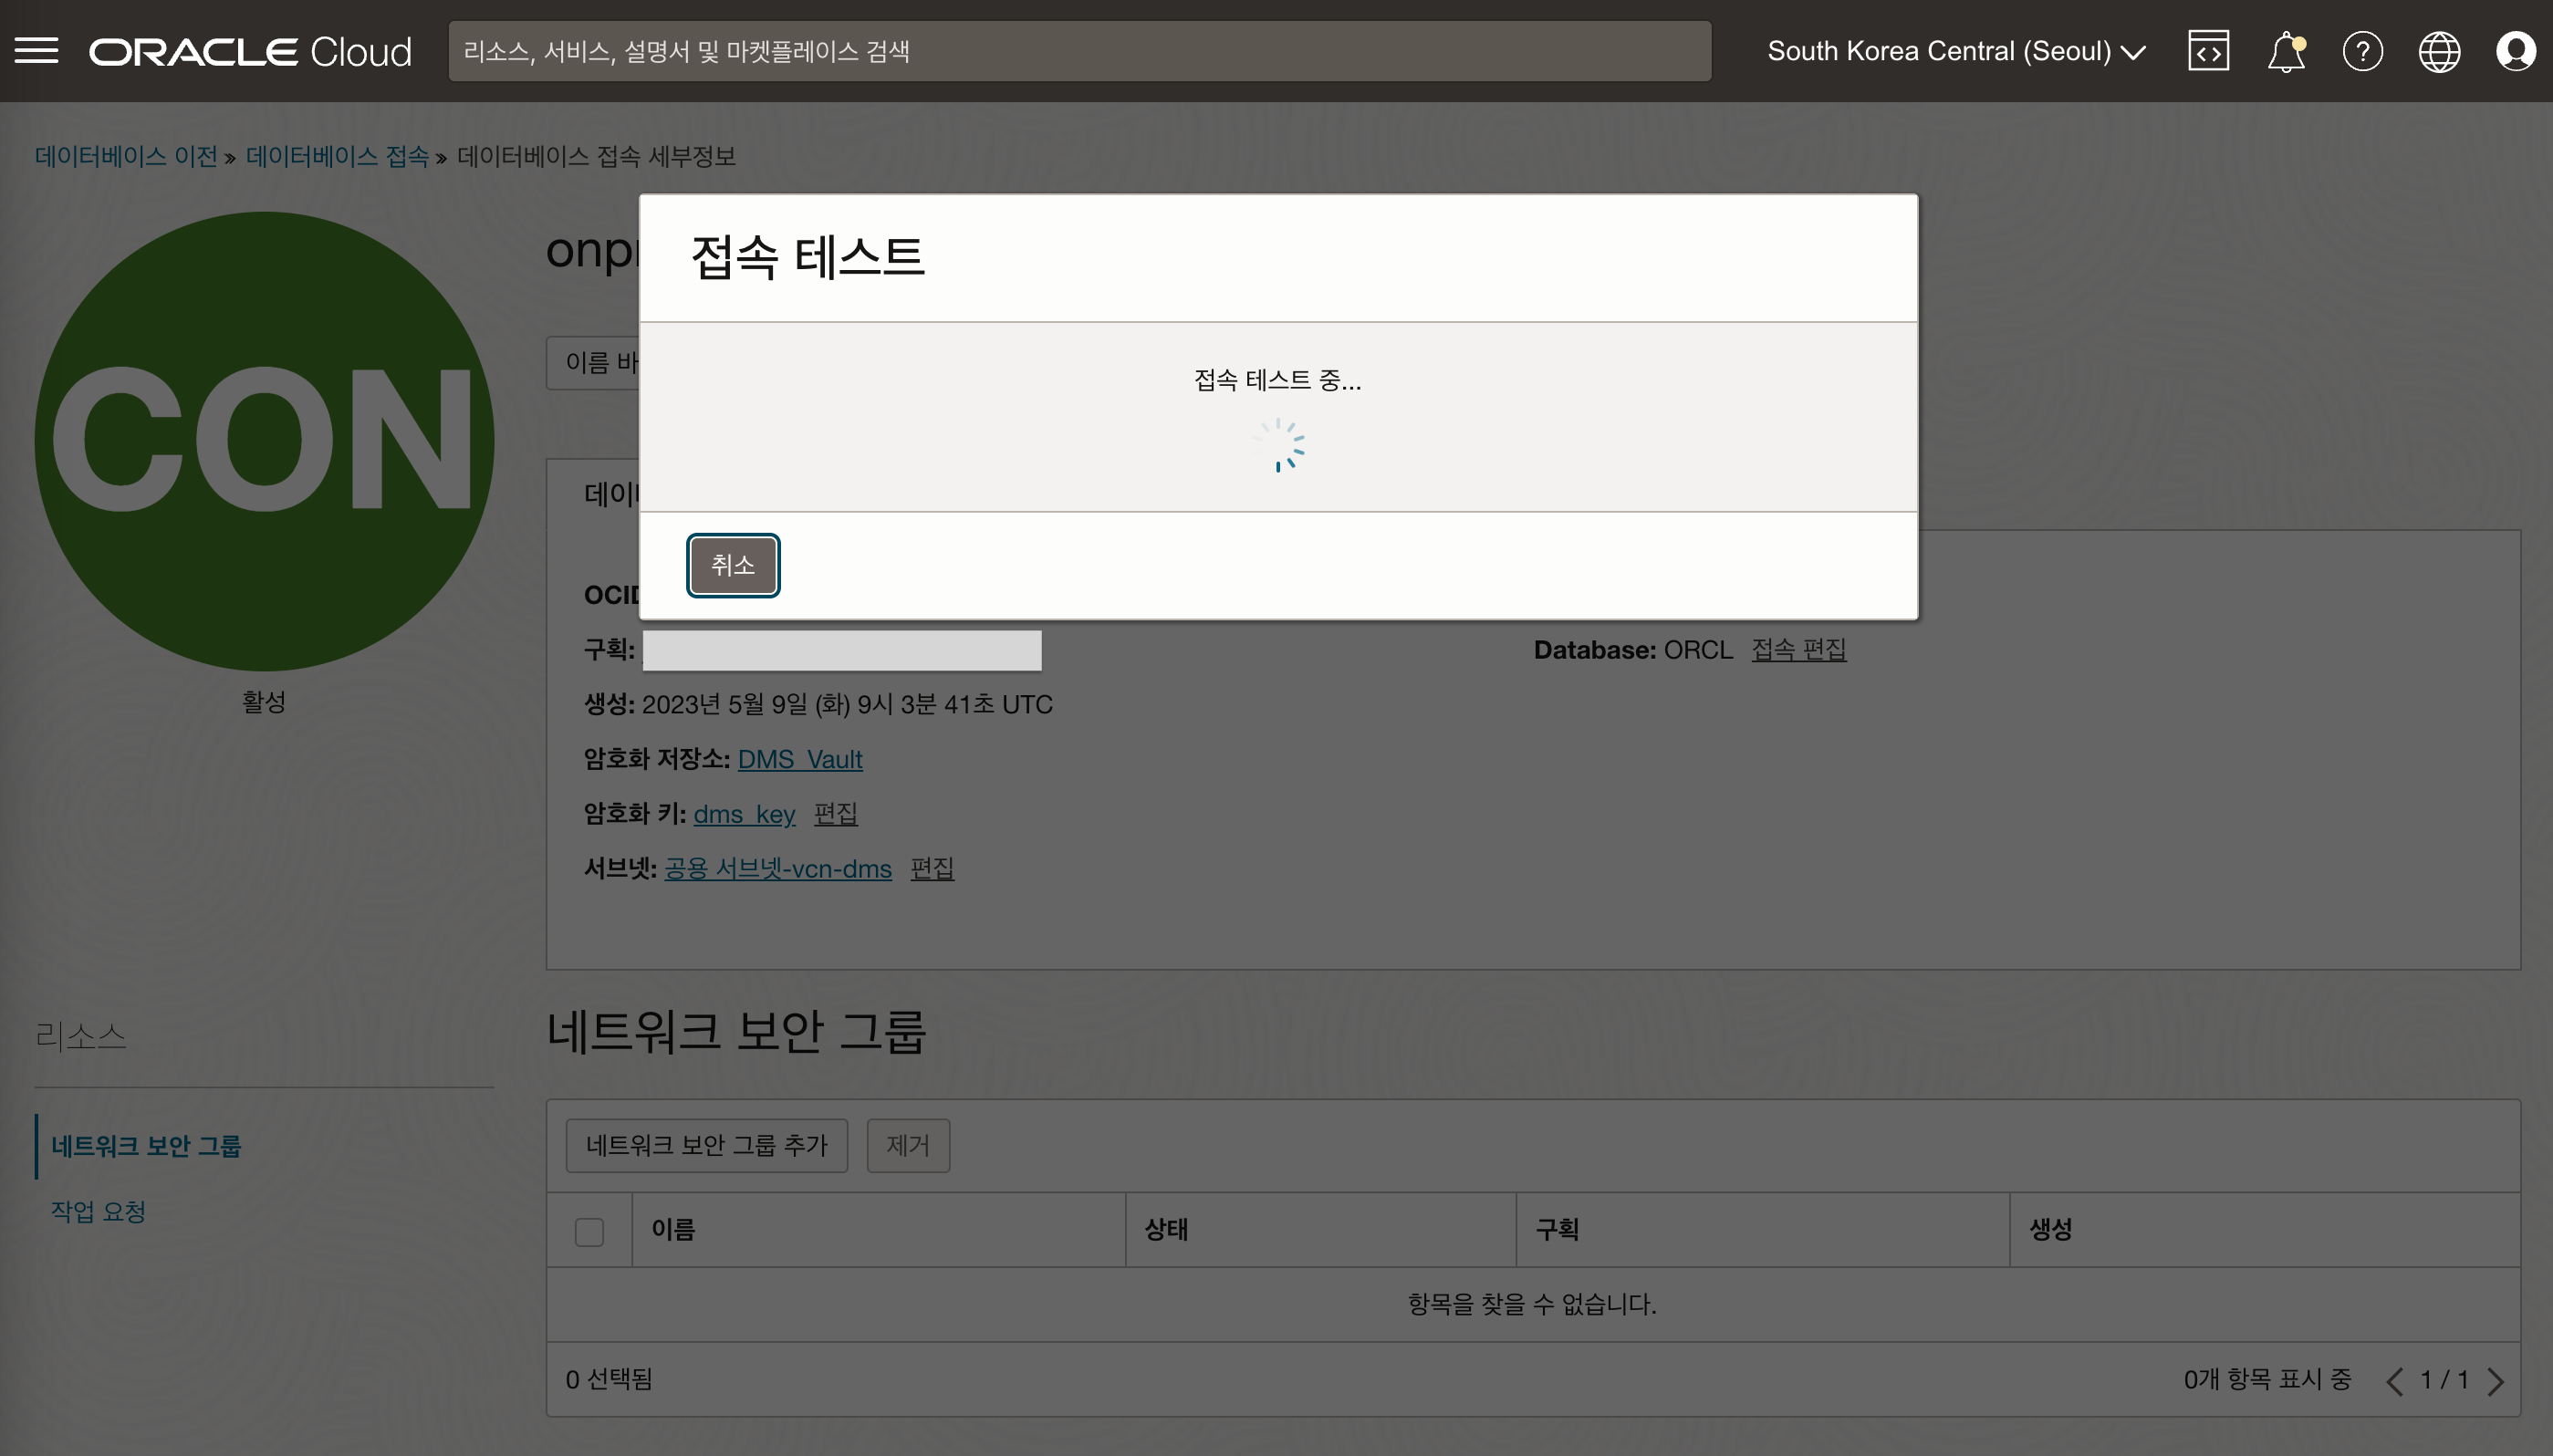 ORACLE Cloud
리소스, 서비스, 설명서 및 마켓플레이스 검색
South Korea Central (Seoul)
데이터베이스 이전 » 데이터베이스 접속 » 데이터베이스 접속 세부정보
CON
활성
접속 테스트
접속 테스트 중...
취소
이름
구획:
Database: ORCL 접속 편집
생성: 2023년 5월 9일 (화) 9시 3분 41초 UTC
암호화 저장소: DMS_Vault
암호화 키: dms_key 편집
서브넷: 공용 서브넷-vcn-dms 편집
리소스
네트워크 보안 그룹
작업 요청
네트워크 보안 그룹
네트워크 보안 그룹 추가 제거
이름 상태 구획 생성
항목을 찾을 수 없습니다.
0 선택됨
0개 항목 표시 중 1 / 1